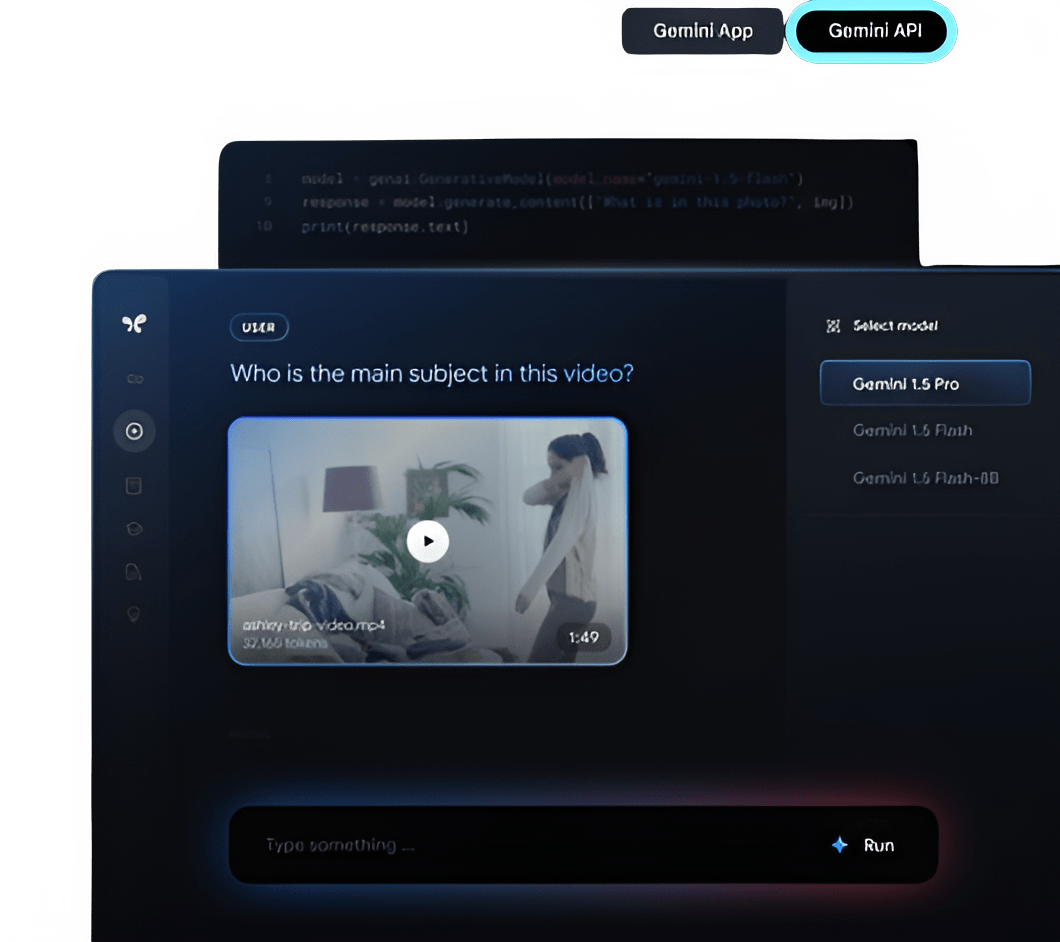 Gemini App
Gemini API
8 model = genai.GenerativeModel(model_name="gemini-1.5-flash")
9 response = model.generate_content(["What is in this photo?", img])
10 print(response.text)
USER
Who is the main subject in this video?
ashley-trip-video.mp4
tokens
1:49
Select model
Gemini 1.5 Pro
Gemini 1.5 Flash
Gemini 1.5 Flash-8B
Type something ...
Run